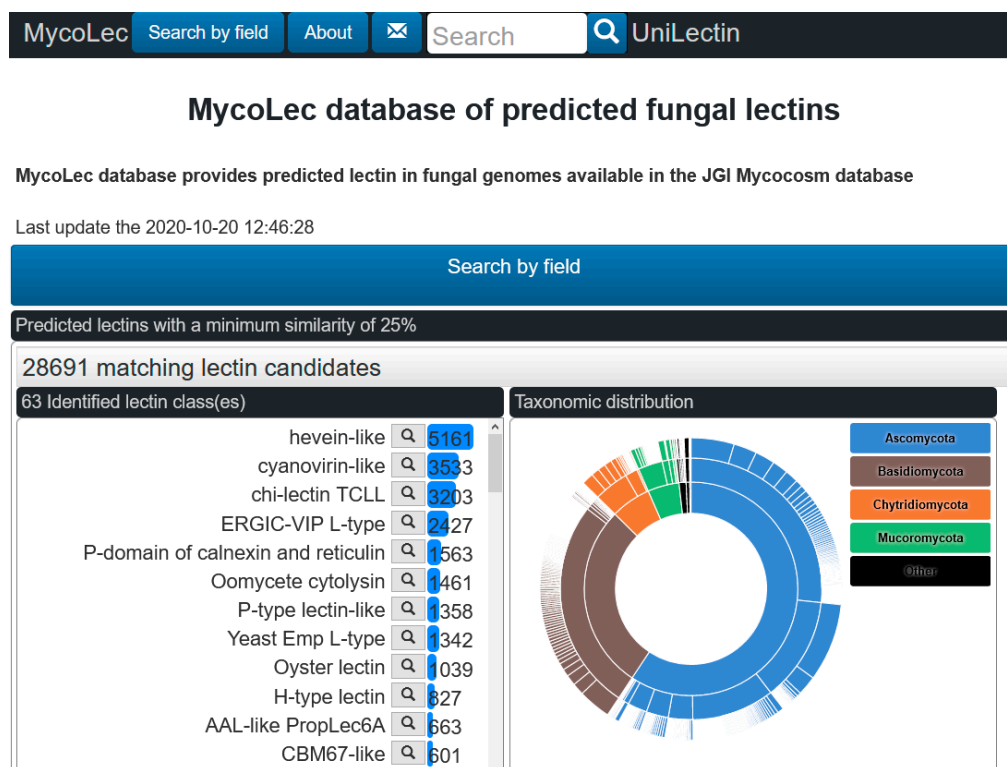 MycoLec Search by field About Search UniLectin
MycoLec database of predicted fungal lectins
MycoLec database provides predicted lectin in fungal genomes available in the JGI Mycocosm database
Last update the 2020-10-20 12:46:28
Search by field
Predicted lectins with a minimum similarity of 25%
28691 matching lectin candidates
63 Identified lectin class(es)
hevein-like 5161
cyanovirin-like 3533
chi-lectin TCLL 3203
ERGIC-VIP L-type 2427
P-domain of calnexin and reticulin 1563
Oomycete cytolysin 1461
P-type lectin-like 1358
Yeast Emp L-type 1342
Oyster lectin 1039
H-type lectin 827
AAL-like PropLec6A 663
CBM67-like 601
Taxonomic distribution
Ascomycota
Basidiomycota
Chytridiomycota
Mucoromycota
Other